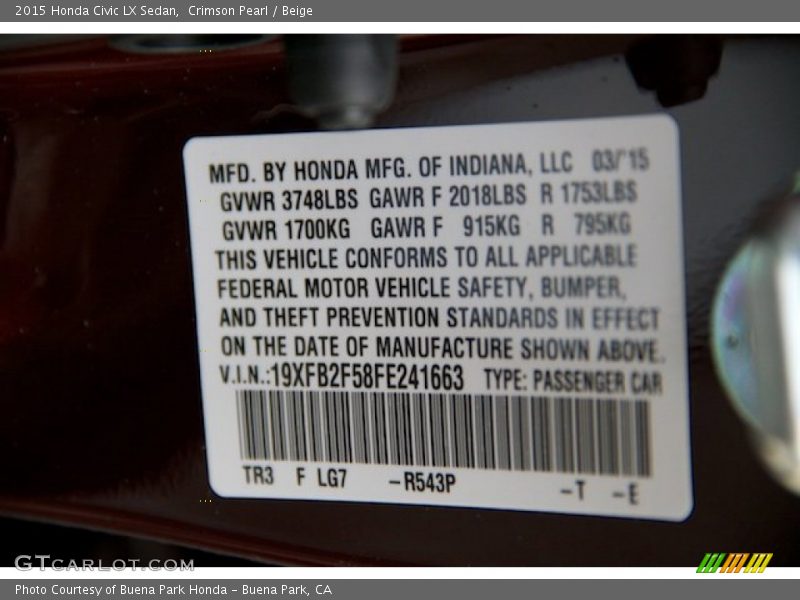 2015 Honda Civic LX Sedan, Crimson Pearl / Beige
MFD. BY HONDA MFG. OF INDIANA, LLC 03/'15
GVWR 3748LBS GAWR F 2018LBS R 1753LBS
GVWR 1700KG GAWR F 915KG R 795KG
THIS VEHICLE CONFORMS TO ALL APPLICABLE
FEDERAL MOTOR VEHICLE SAFETY, BUMPER,
AND THEFT PREVENTION STANDARDS IN EFFECT
ON THE DATE OF MANUFACTURE SHOWN ABOVE.
V.I.N.:19XFB2F58FE241663 TYPE: PASSENGER CAR
TR3 F LG7 -R543P -T -E
GTCARLOT.COM
Photo Courtesy of Buena Park Honda - Buena Park, CA